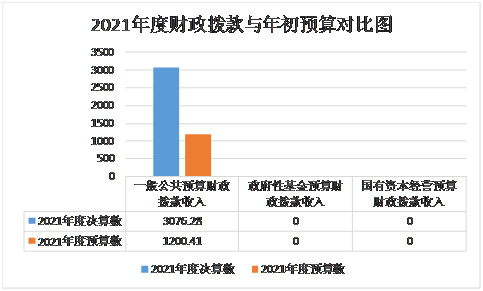 2021年度财政拨款与年初预算对比图
3500
3000
2500
2000
1500
1000
500
0
一般公共预算财政
拨款收入
政府性基金预算财
政拨款收入
国有资本经营预算
财政拨款收入
2021年度决算数 3076.28 0 0
2021年度预算数 1200.41 0 0
2021年度决算数 2021年度预算数